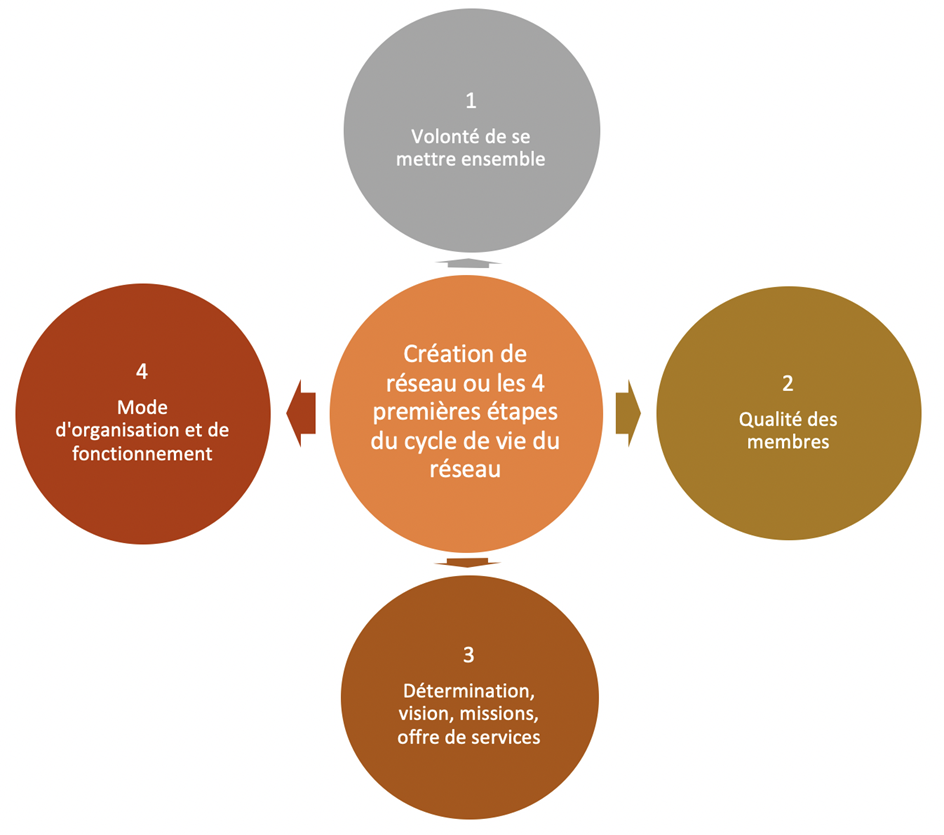 1
Volonté de se
mettre ensemble
Création de
réseau ou les 4
premières étapes
du cycle de vie du
réseau
2
Qualité des
membres
3
Détermination,
vision, missions,
offre de services
4
Mode
d'organisation et de
fonctionnement